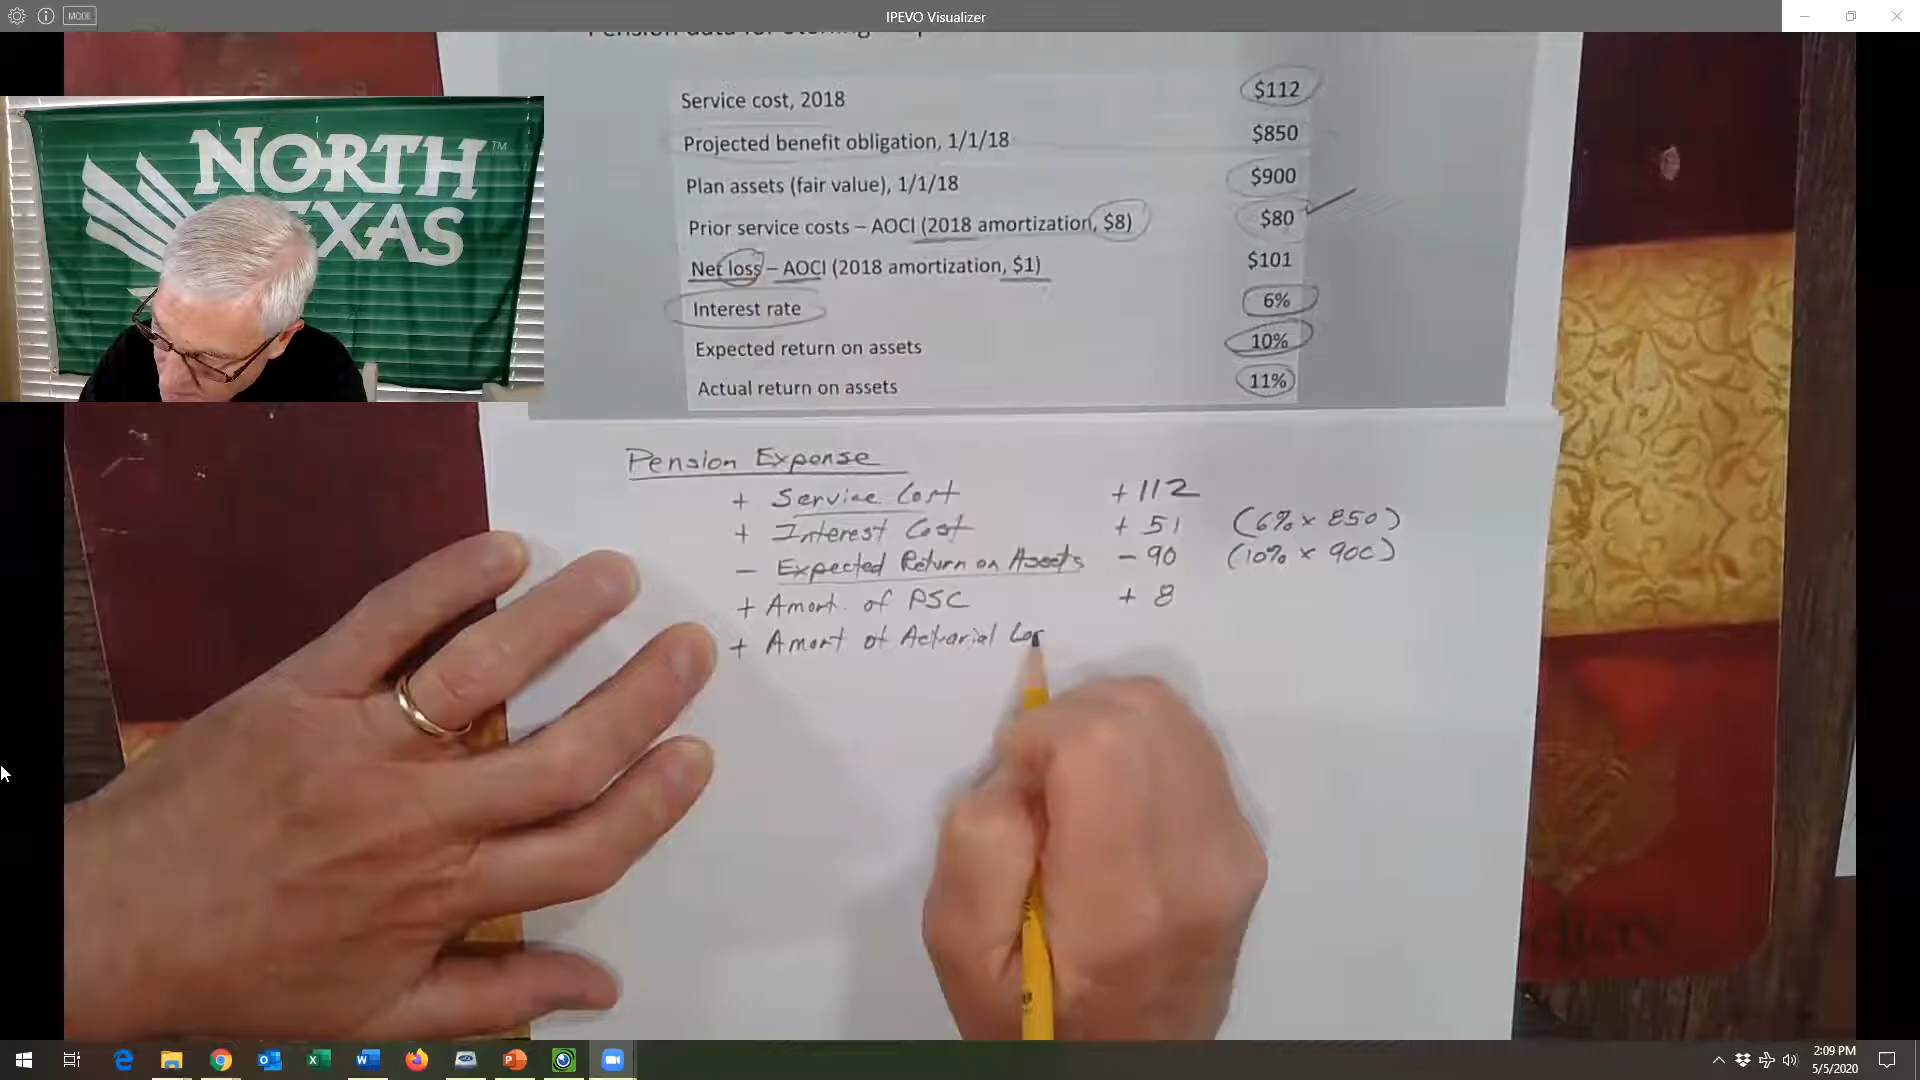 MODE
IPEVO Visualizer
NORTH
TEXAS
TM
Service cost, 2018 $112
Projected benefit obligation, 1/1/18 $850
Plan assets (fair value), 1/1/18 $900
Prior service costs – AOCI (2018 amortization, $8) $80
Net loss – AOCI (2018 amortization, $1) $101
Interest rate 6%
Expected return on assets 10%
Actual return on assets 11%
Pension Expense
+ Service Cost +112
+ Interest Cost + 51 (6% x 850)
– Expected Return on Assets – 90 (10% x 900)
+ Amort. of PSC + 8
+ Amort of Actuarial Los
2:09 PM
5/5/2020